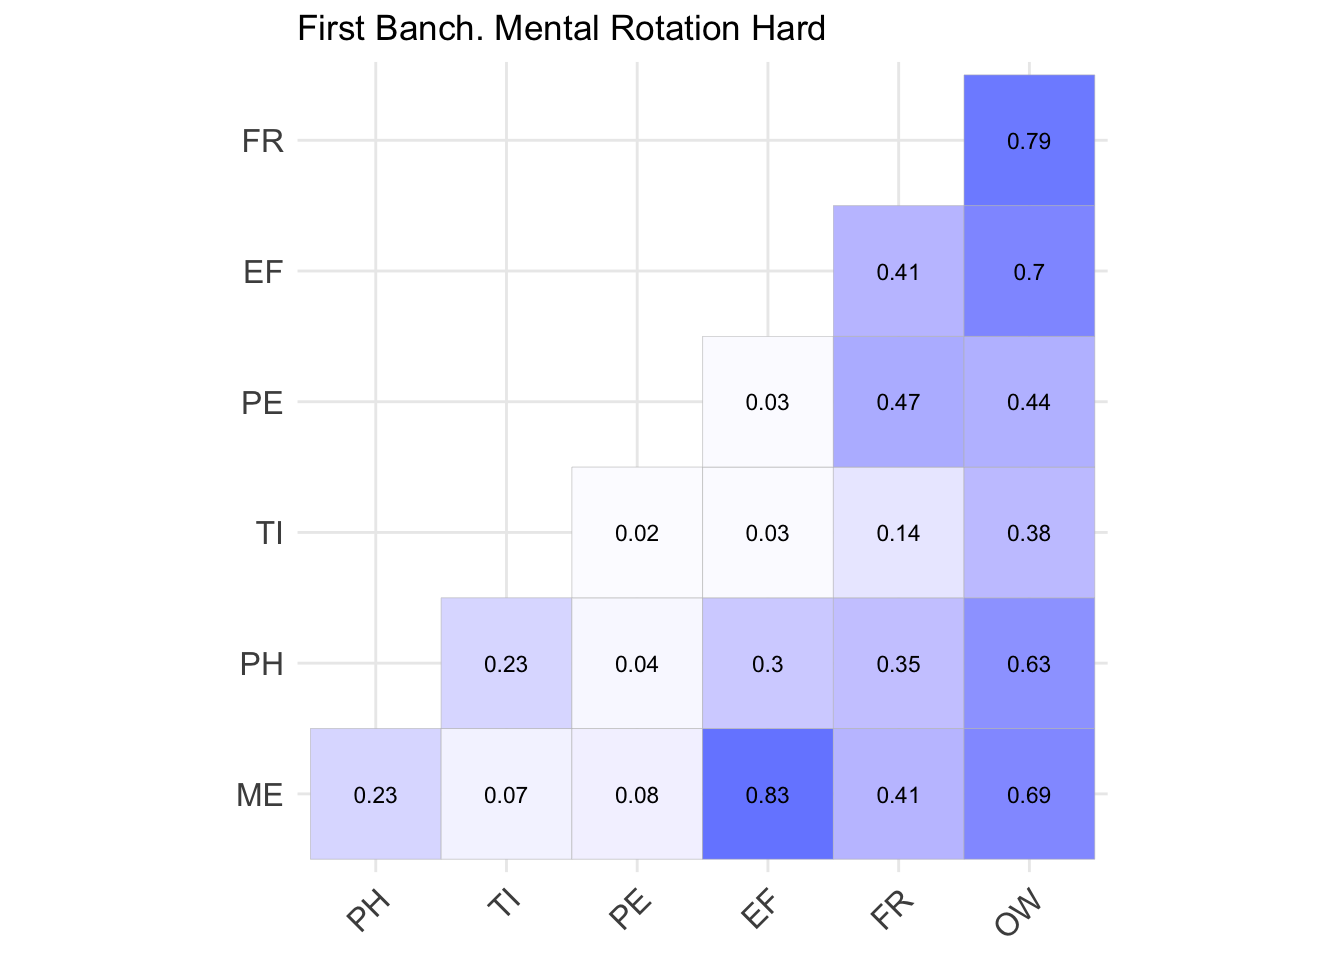 First Banch. Mental Rotation Hard
FR 0.79
EF 0.41 0.7
PE 0.03 0.47 0.44
TI 0.02 0.03 0.14 0.38
PH 0.23 0.04 0.3 0.35 0.63
ME 0.23 0.07 0.08 0.83 0.41 0.69
PH TI PE EF FR OW